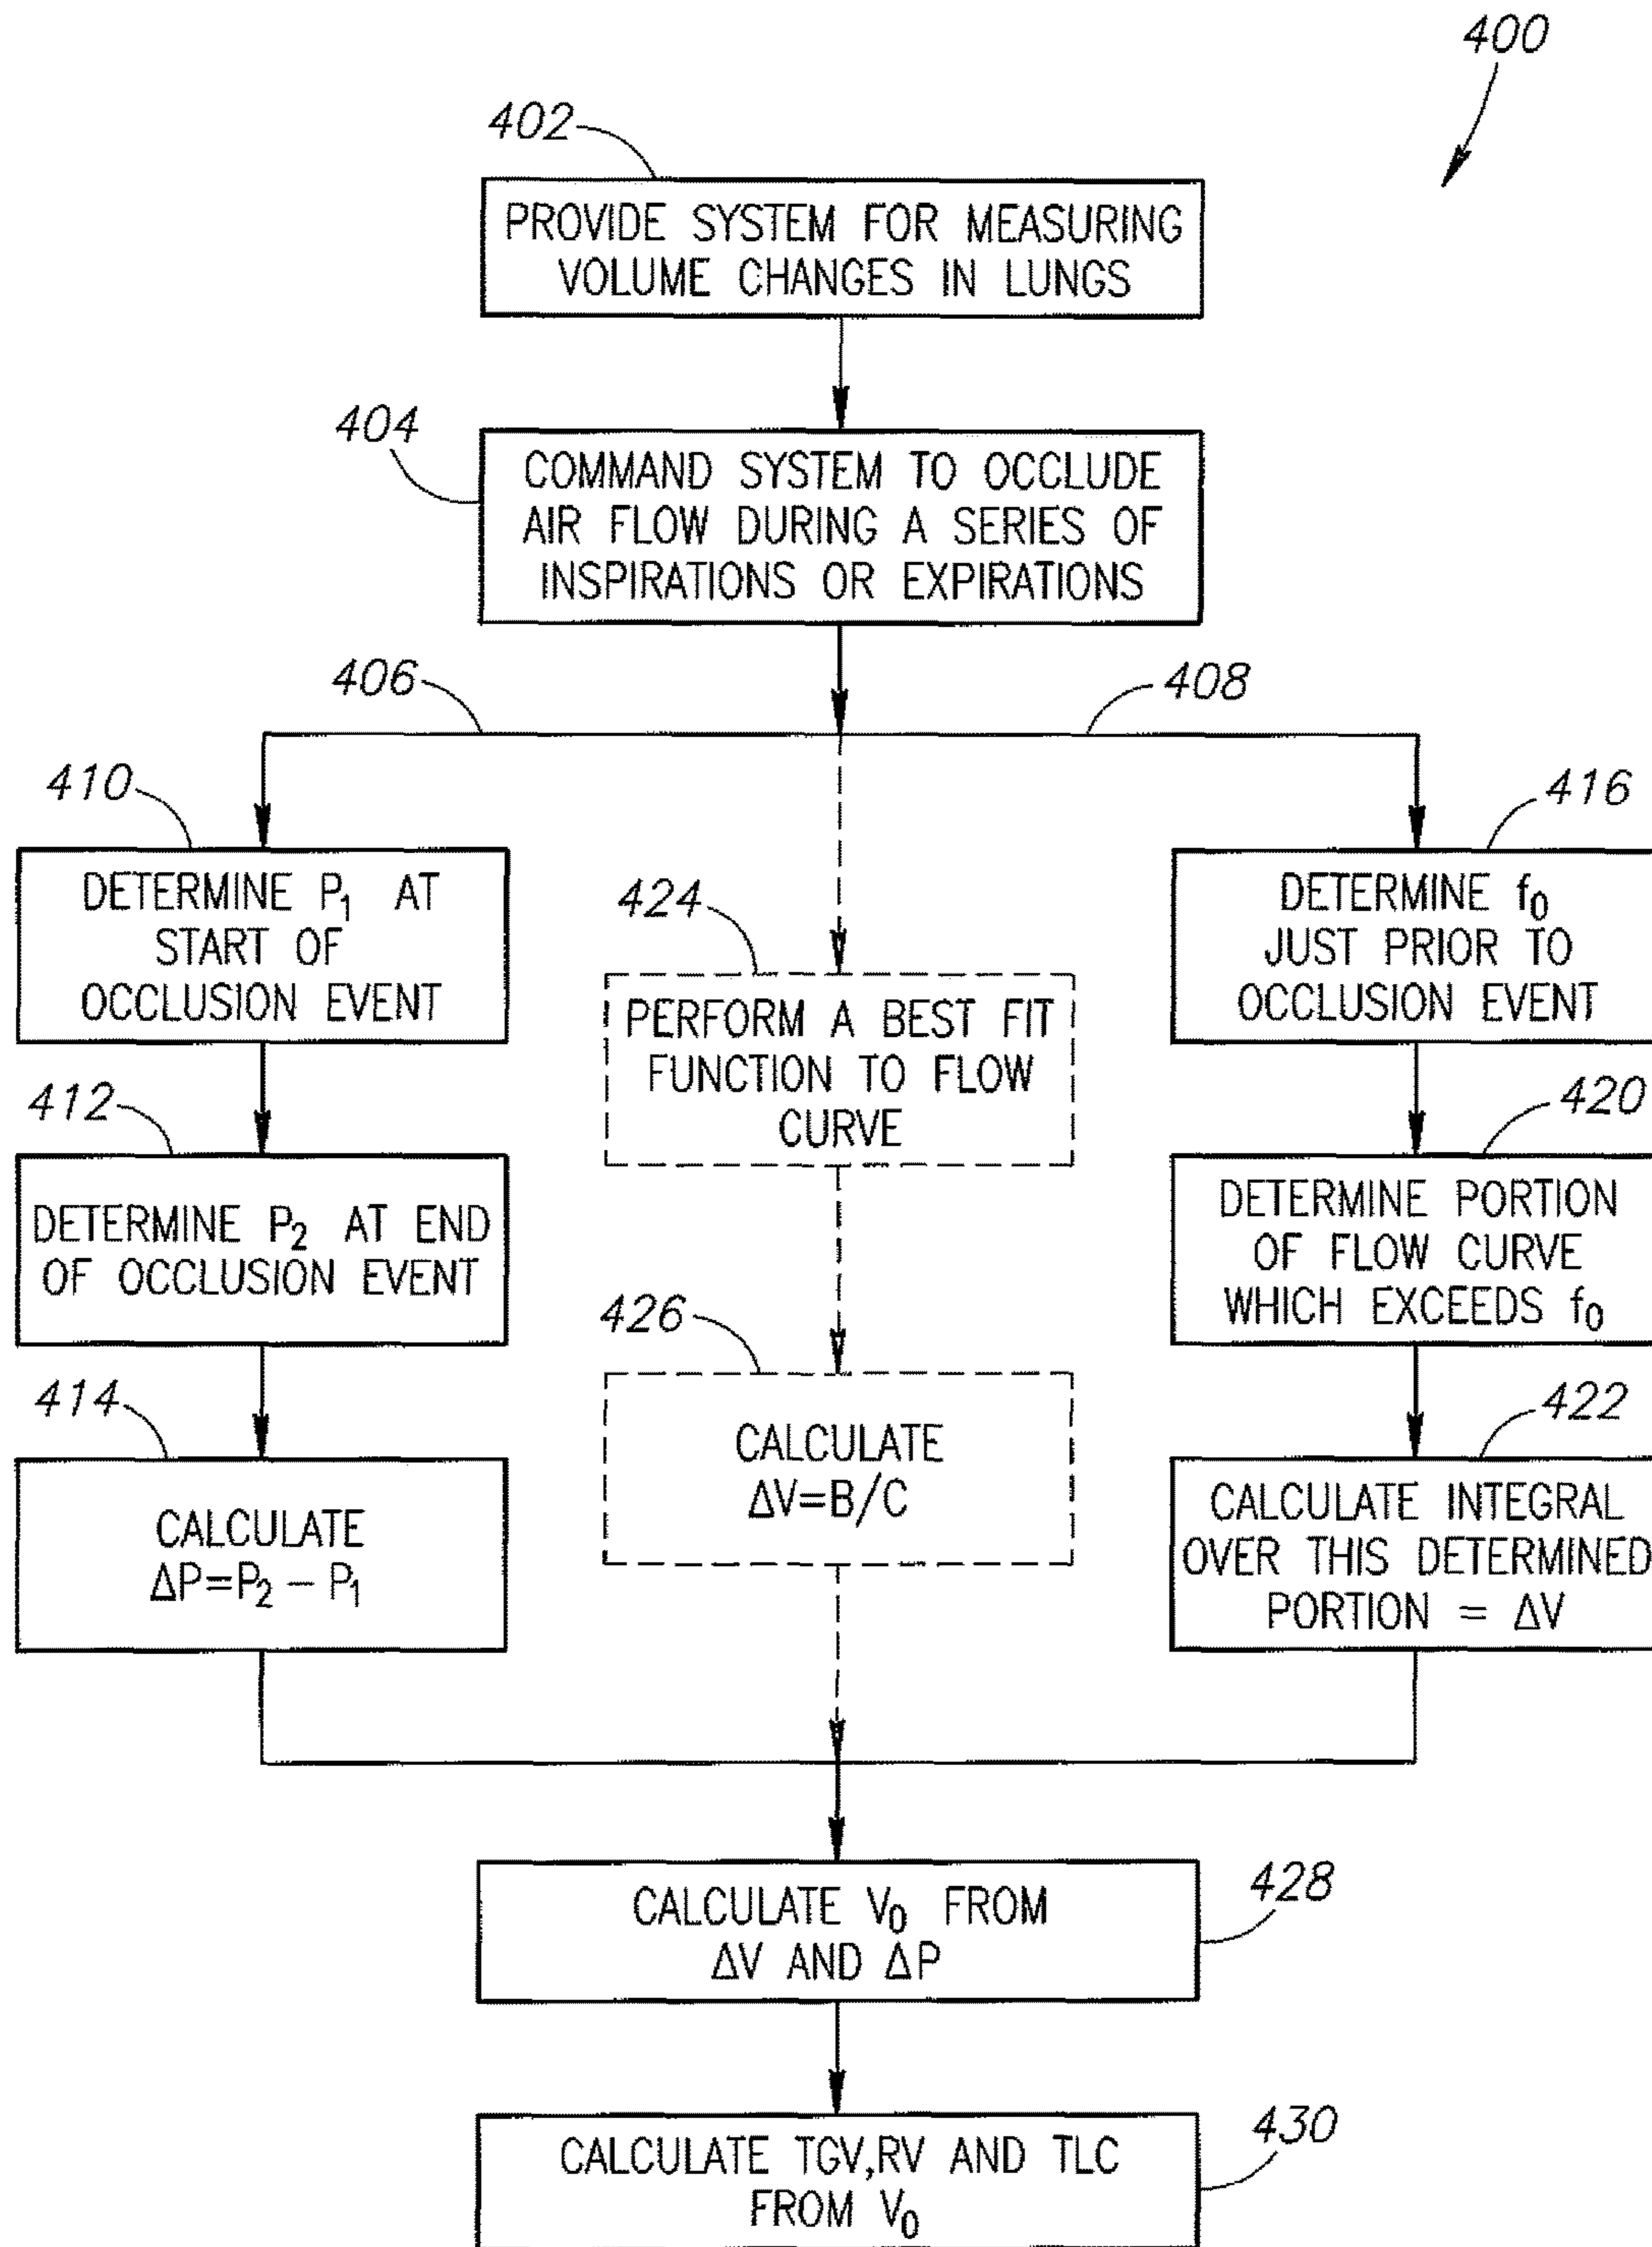 400
402
PROVIDE SYSTEM FOR MEASURING
VOLUME CHANGES IN LUNGS
404
COMMAND SYSTEM TO OCCLUDE
AIR FLOW DURING A SERIES OF
INSPIRATIONS OR EXPIRATIONS
406
408
410
DETERMINE P₁ AT
START OF
OCCLUSION EVENT
412
DETERMINE P₂ AT END
OF OCCLUSION EVENT
414
CALCULATE
ΔP=P₂ – P₁
424
PERFORM A BEST FIT
FUNCTION TO FLOW
CURVE
426
CALCULATE
ΔV=B/C
416
DETERMINE f₀
JUST PRIOR TO
OCCLUSION EVENT
420
DETERMINE PORTION
OF FLOW CURVE
WHICH EXCEEDS f₀
422
CALCULATE INTEGRAL
OVER THIS DETERMINED
PORTION = ΔV
CALCULATE V₀ FROM
ΔV AND ΔP
428
CALCULATE TGV,RV AND TLC
FROM V₀
430